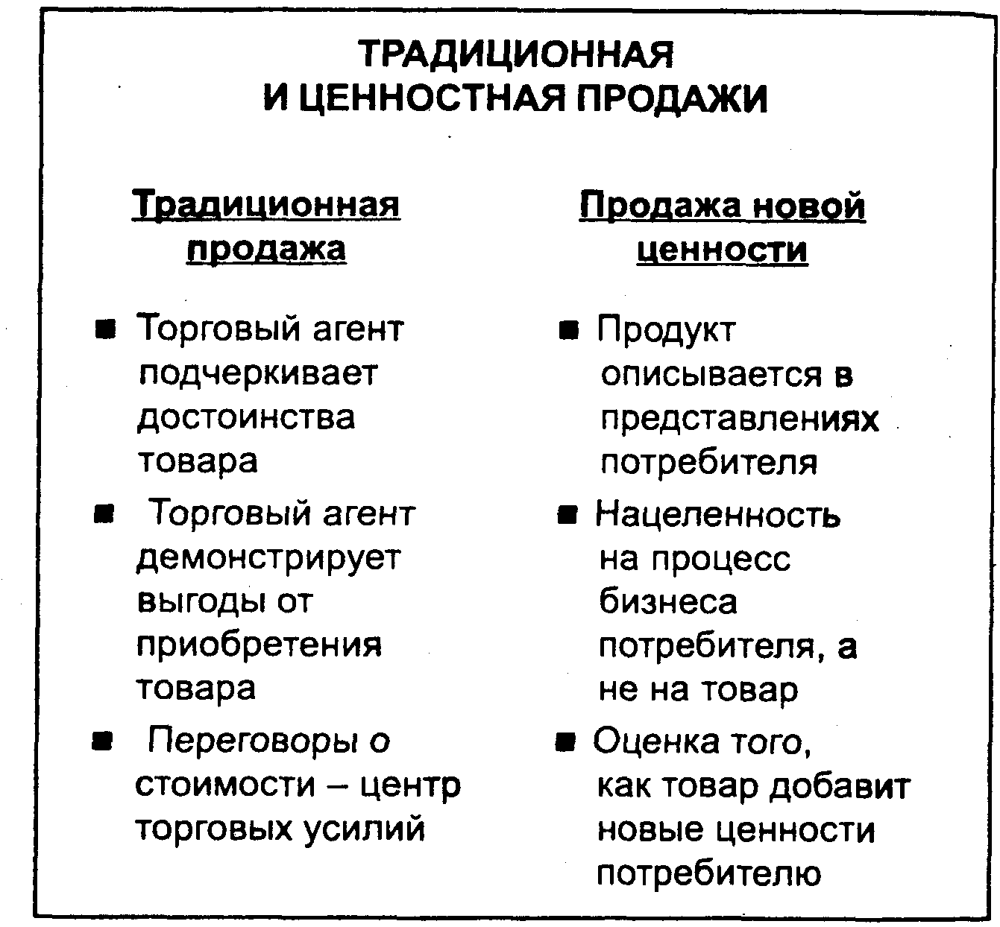 ТРАДИЦИОННАЯ
И ЦЕННОСТНАЯ ПРОДАЖИ
Традиционная
продажа
■ Торговый агент
подчеркивает
достоинства
товара
■ Торговый агент
демонстрирует
выгоды от
приобретения
товара
■ Переговоры о
стоимости – центр
торговых усилий
Продажа новой
ценности
■ Продукт
описывается в
представлениях
потребителя
■ Нацеленность
на процесс
бизнеса
потребителя, а
не на товар
■ Оценка того,
как товар добавит
новые ценности
потребителю